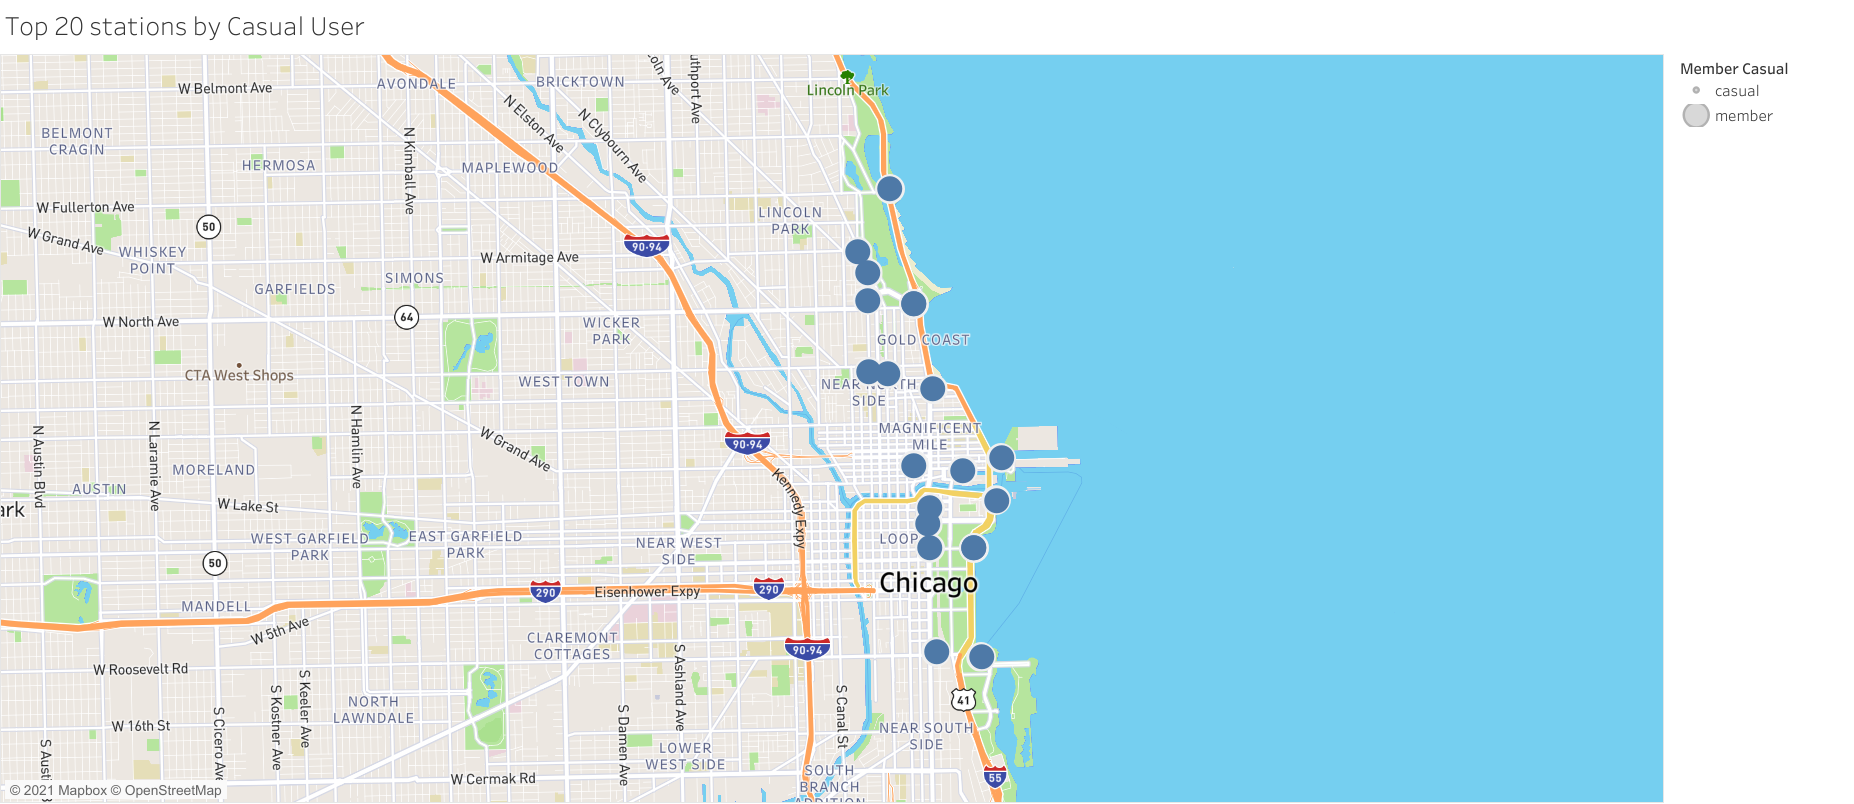 Top 20 stations by Casual User
Member Casual
casual
member
Lincoln Park
AVONDALE
BRICKTOWN
W Belmont Ave
N Elston Ave
N Clybourn Ave
BELMONT
CRAGIN
N Kimball Ave
HERMOSA
MAPLEWOOD
W Fullerton Ave
50
W Grand Ave
LINCOLN
PARK
WHISKEY
POINT
90-94
W Armitage Ave
SIMONS
GARFIELDS
64
W North Ave
WICKER
PARK
GOLD COAST
CTA West Shops
WEST TOWN
SIDE
N Austin Blvd
N Laramie Ave
N Hamlin Ave
W Grand Ave
MAGNIFICENT
MILE
90-94
MORELAND
Kennedy Expy
AUSTIN
W Lake St
WEST GARFIELD
PARK
EAST GARFIELD
PARK
NEAR WEST
SIDE
LOOP
50
Chicago
290
Eisenhower Expy
290
MANDELL
W 5th Ave
CLAREMONT
COTTAGES
90-94
W Roosevelt Rd
S Keeler Ave
S Kostner Ave
S Cicero Ave
S Ashland Ave
S Damen Ave
S Canal St
41
NORTH
LAWNDALE
W 16th St
NEAR SOUTH
SIDE
LOWER
WEST SIDE
W Cermak Rd
SOUTH
BRANCH
55
© 2021 Mapbox © OpenStreetMap